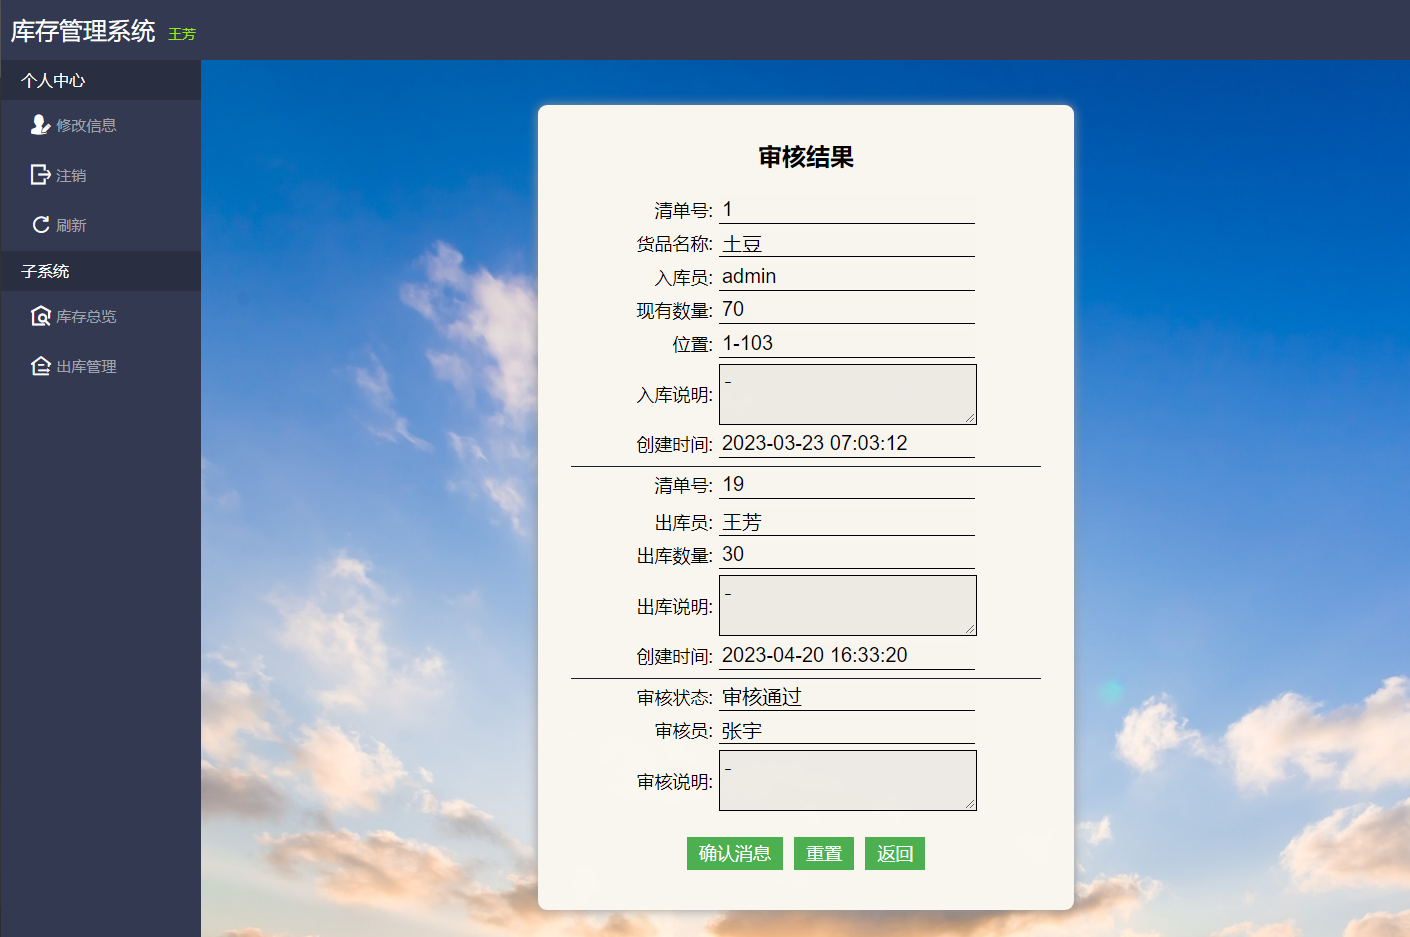 库存管理系统 王芳
个人中心
修改信息
注销
刷新
子系统
库存总览
出库管理
审核结果
清单号: 1
货品名称: 土豆
入库员: admin
现有数量: 70
位置: 1-103
入库说明: -
创建时间: 2023-03-23 07:03:12
清单号: 19
出库员: 王芳
出库数量: 30
出库说明: -
创建时间: 2023-04-20 16:33:20
审核状态: 审核通过
审核员: 张宇
审核说明: -
确认消息 重置 返回